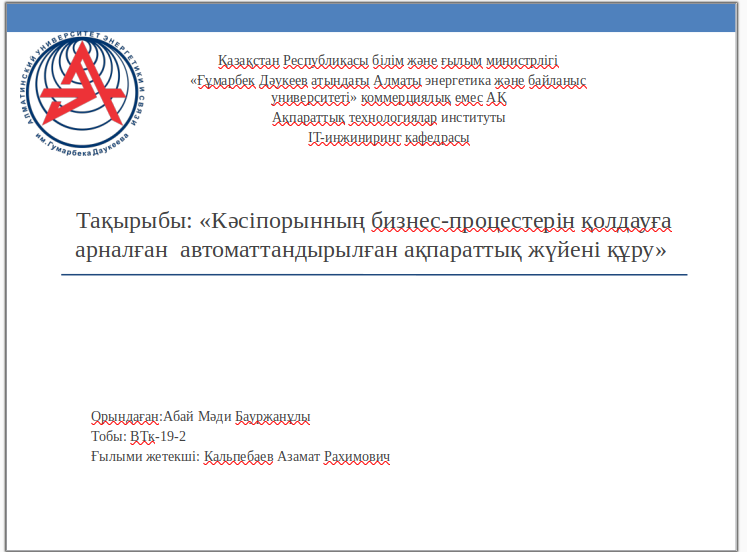 АЛМАТИНСКИЙ УНИВЕРСИТЕТ ЭНЕРГЕТИКИ И СВЯЗИ
им.Гумарбека Даукеева
Қазақстан Республикасы білім және ғылым министрлігі
«Ғұмарбек Дәукеев атындағы Алматы энергетика және байланыс
университеті» коммерциялық емес АҚ
Ақпараттық технологиялар институты
IT-инжиниринг кафедрасы
Тақырыбы: «Кәсіпорынның бизнес-процестерін қолдауға
арналған автоматтандырылған ақпараттық жүйені құру»
Орындаған:Абай Мәди Бауржанұлы
Тобы: ВТк-19-2
Ғылыми жетекші: Қальпебаев Азамат Рахимович